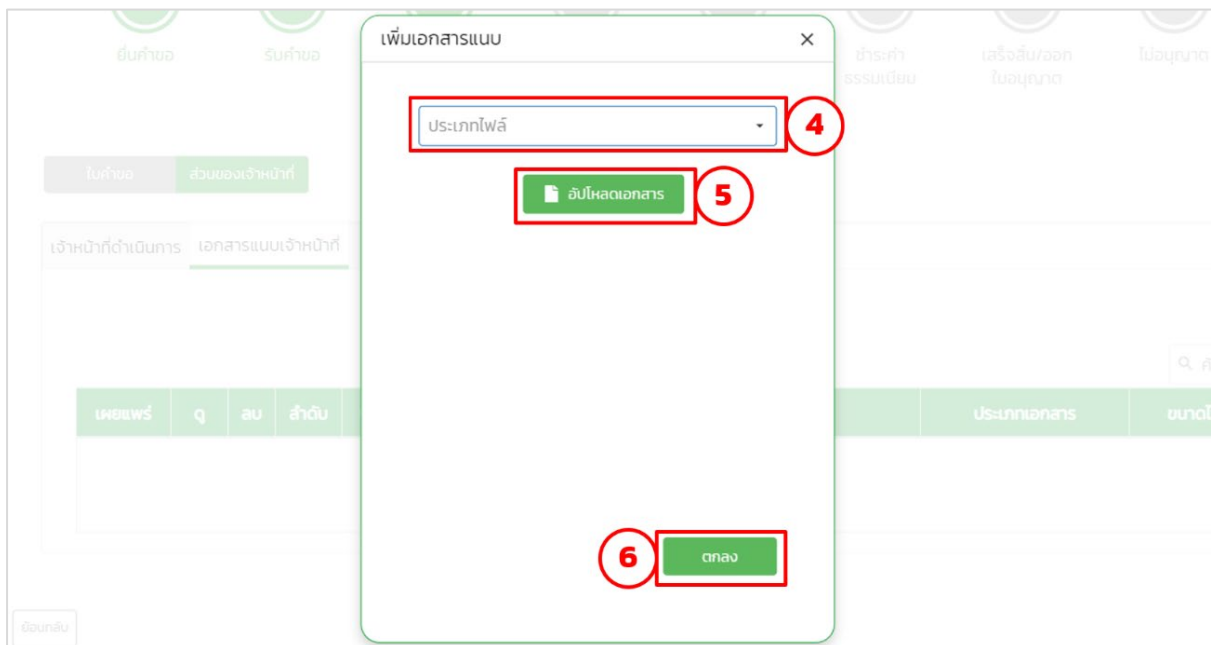 ยื่นคำขอ
รับคำขอ
ชำระค่า
ธรรมเนียม
เสร็จสิ้น/ออก
ใบอนุญาต
ไม่อนุญาต
เพิ่มเอกสารแนบ ×
ประเภทไฟล์
4
อัปโหลดเอกสาร
5
ใบคำขอ ส่วนของเจ้าหน้าที่
เจ้าหน้าที่ดำเนินการ เอกสารแนบเจ้าหน้าที่
เผยแพร่ ดู ลบ ลำดับ ประเภทเอกสาร
6
ตกลง
ย้อนกลับ